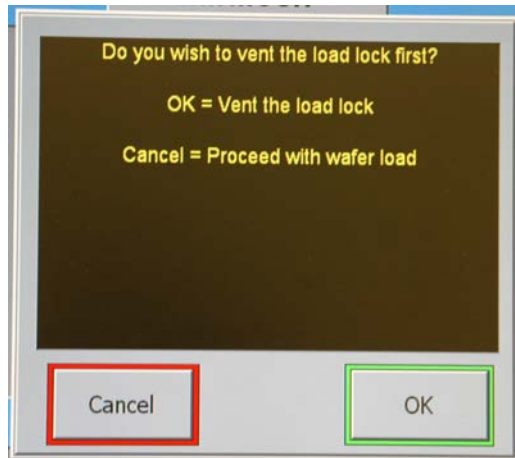 Do you wish to vent the load lock first?
OK = Vent the load lock
Cancel = Proceed with wafer load
Cancel
OK